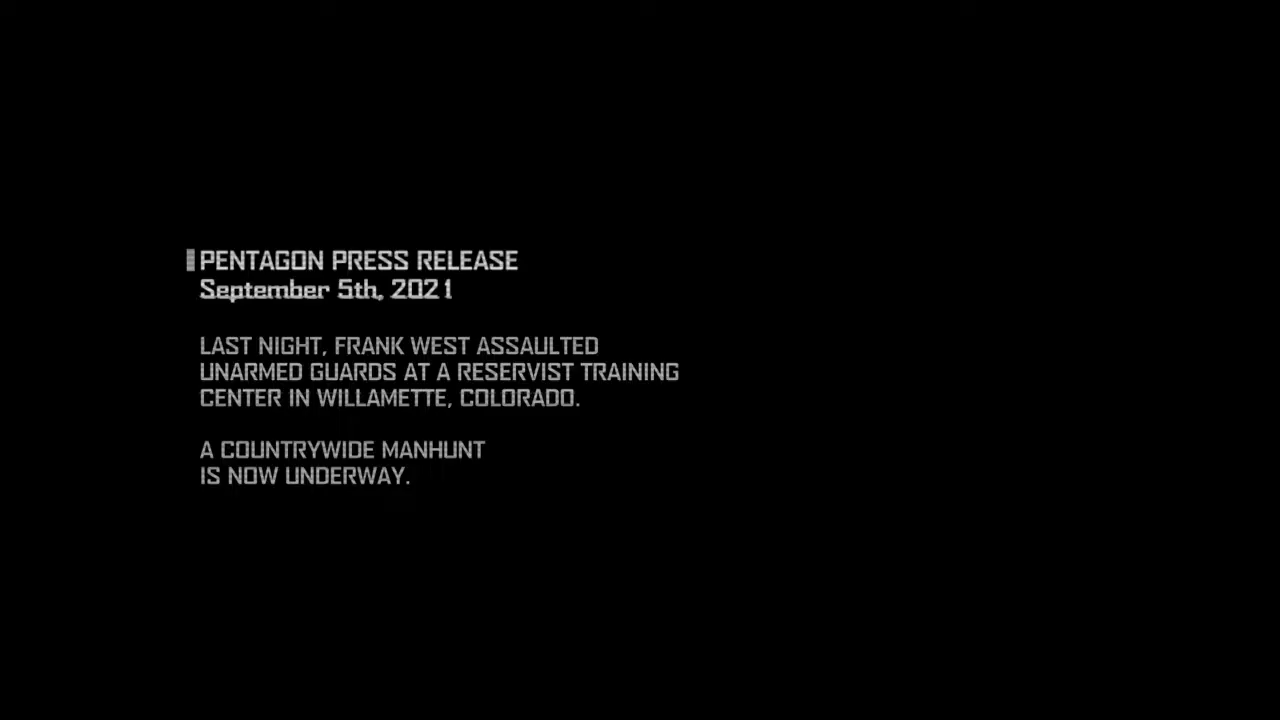 PENTAGON PRESS RELEASE
September 5th, 2021
LAST NIGHT, FRANK WEST ASSAULTED
UNARMED GUARDS AT A RESERVIST TRAINING
CENTER IN WILLAMETTE, COLORADO.
A COUNTRYWIDE MANHUNT
IS NOW UNDERWAY.